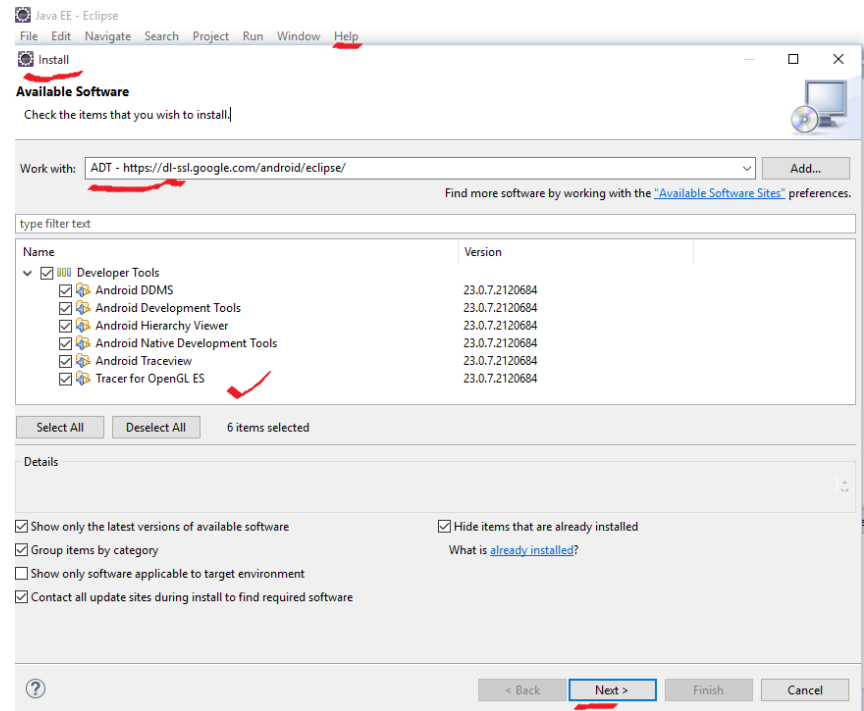 Java EE - Eclipse
File Edit Navigate Search Project Run Window Help
Install
Available Software
Check the items that you wish to install.
Work with: ADT - https://dl-ssl.google.com/android/eclipse/ Add...
Find more software by working with the "Available Software Sites" preferences.
type filter text
Name Version
Developer Tools
Android DDMS 23.0.7.2120684
Android Development Tools 23.0.7.2120684
Android Hierarchy Viewer 23.0.7.2120684
Android Native Development Tools 23.0.7.2120684
Android Traceview 23.0.7.2120684
Tracer for OpenGL ES 23.0.7.2120684
Select All Deselect All 6 items selected
Details
Show only the latest versions of available software Hide items that are already installed
Group items by category What is already installed?
Show only software applicable to target environment
Contact all update sites during install to find required software
? < Back Next > Finish Cancel